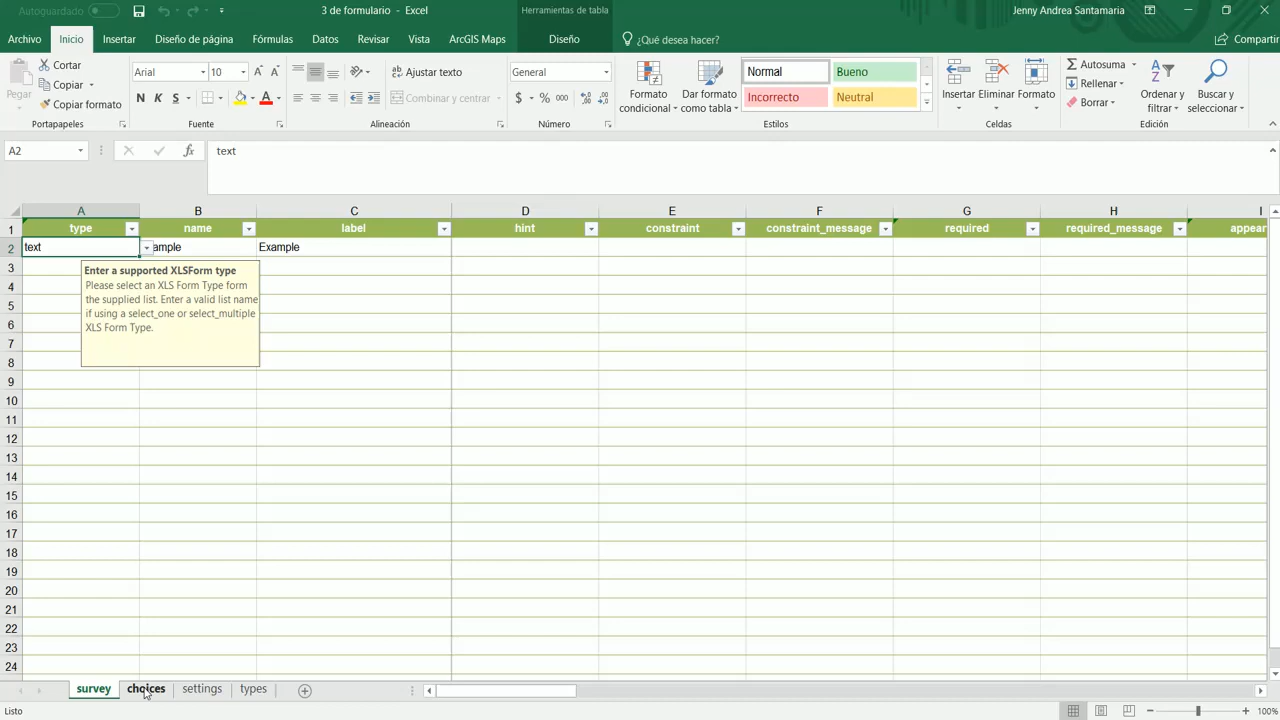 Autoguardado
3 de formulario - Excel
Herramientas de tabla
Jenny Andrea Santamaria
Archivo Inicio Insertar Diseño de página Fórmulas Datos Revisar Vista ArcGIS Maps Diseño ¿Qué desea hacer? Compartir
Pegar
Cortar
Copiar
Copiar formato
Portapapeles
Arial 10
N K S
Fuente
Ajustar texto
Combinar y centrar
Alineación
General
$ % 000
Número
Formato condicional
Dar formato como tabla
Normal Bueno
Incorrecto Neutral
Estilos
Insertar Eliminar Formato
Celdas
Autosuma
Rellenar
Borrar
Ordenar y filtrar
Buscar y seleccionar
Edición
A2 fx text
A B C D E F G H I
1 type name label hint constraint constraint_message required required_message appear
2 text ample Example
Enter a supported XLSForm type
Please select an XLS Form Type form
the supplied list. Enter a valid list name
if using a select_one or select_multiple
XLS Form Type.
3
4
5
6
7
8
9
10
11
12
13
14
15
16
17
18
19
20
21
22
23
24
survey choices settings types
Listo
100%